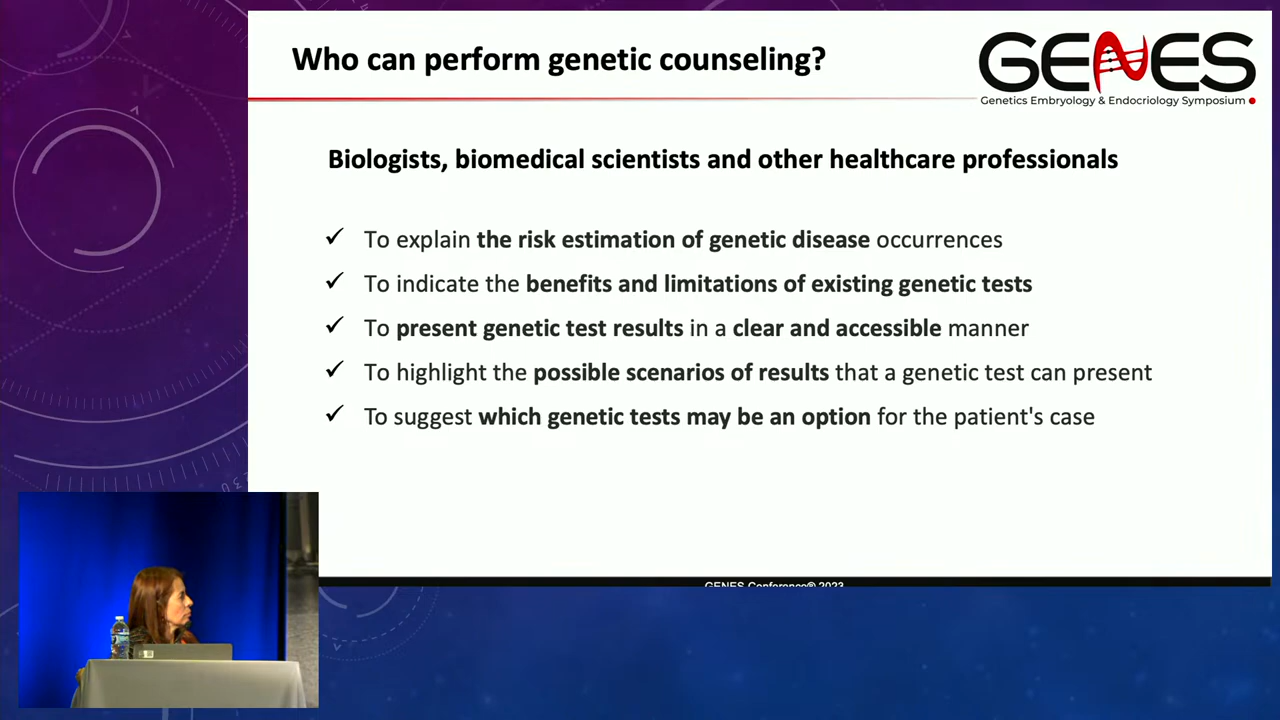 Who can perform genetic counseling?
GENES
Genetics Embryology & Endocriology Symposium
Biologists, biomedical scientists and other healthcare professionals
✓ To explain the risk estimation of genetic disease occurrences
✓ To indicate the benefits and limitations of existing genetic tests
✓ To present genetic test results in a clear and accessible manner
✓ To highlight the possible scenarios of results that a genetic test can present
✓ To suggest which genetic tests may be an option for the patient's case
GENES Conference® 2023